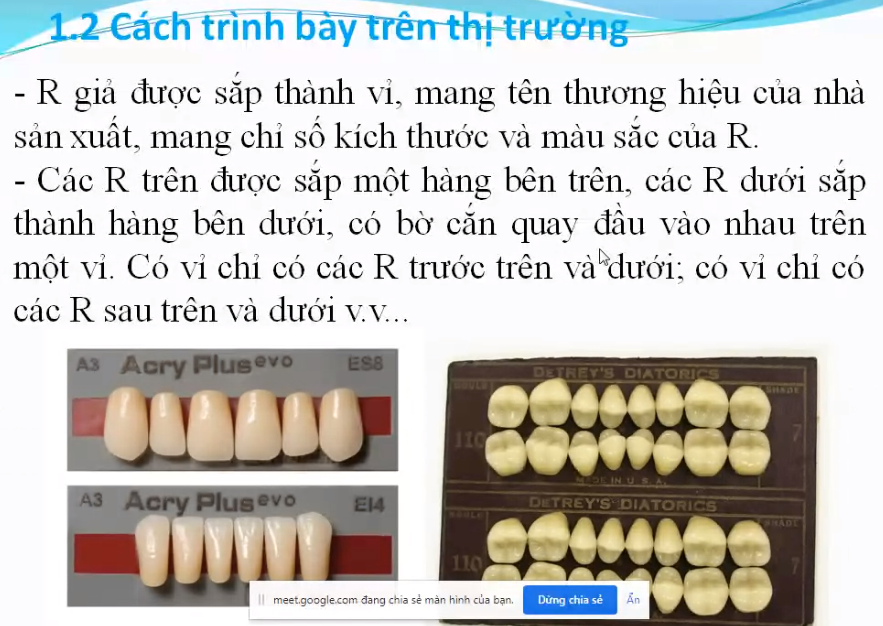 1.2 Cách trình bày trên thị trường
- R giả được sắp thành vỉ, mang tên thương hiệu của nhà
sản xuất, mang chỉ số kích thước và màu sắc của R.
- Các R trên được sắp một hàng bên trên, các R dưới sắp
thành hàng bên dưới, có bờ cắn quay đầu vào nhau trên
một vỉ. Có vỉ chỉ có các R trước trên và dưới; có vỉ chỉ có
các R sau trên và dưới v.v...
A3 Acry Plus evo ES8
A3 Acry Plus evo EI4
DETREY'S DIATORICS
MOULD SHADE
110 7
MADE IN U.S.A.
DETREY'S DIATORICS
MOULD SHADE
110 7
meet.google.com đang chia sẻ màn hình của bạn. Dừng chia sẻ Ẩn